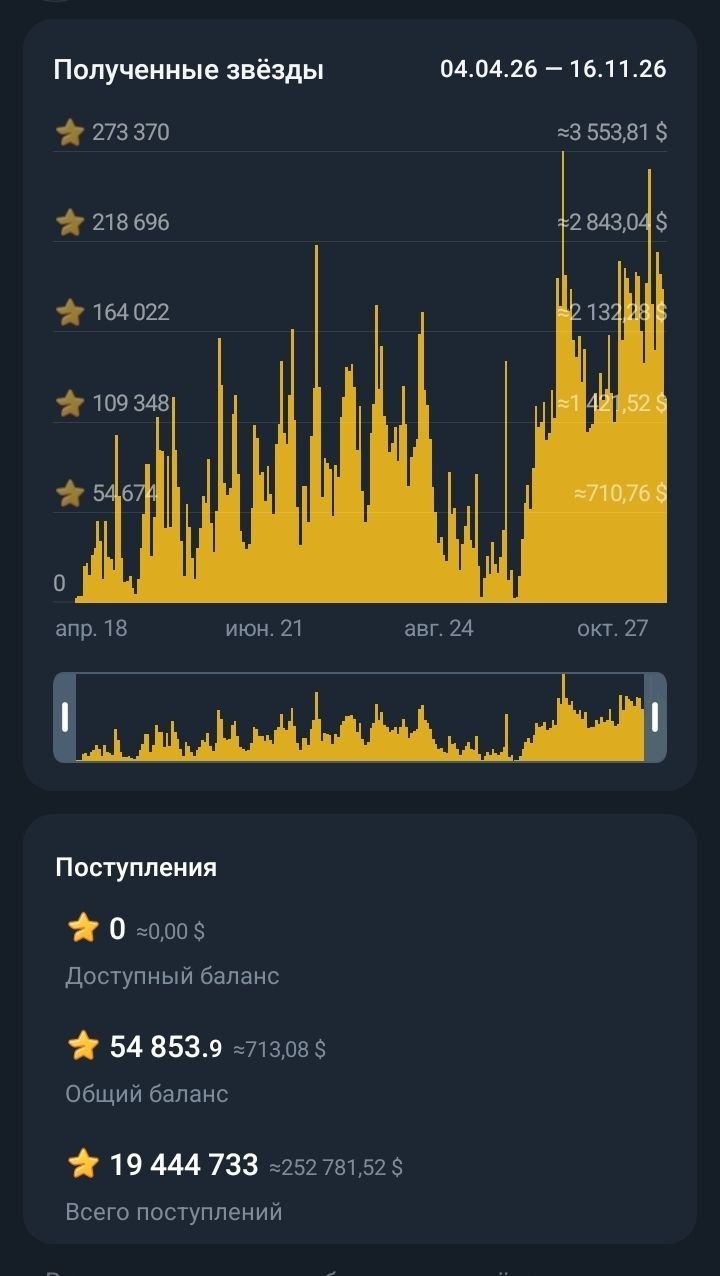 Полученные звёзды 04.04.26 — 16.11.26
273 370 ≈3 553,81 $
218 696 ≈2 843,04 $
164 022 ≈2 132,28 $
109 348 ≈1 421,52 $
54 674 ≈710,76 $
0
апр. 18 июн. 21 авг. 24 окт. 27
Поступления
0 ≈0,00 $
Доступный баланс
54 853.9 ≈713,08 $
Общий баланс
19 444 733 ≈252 781,52 $
Всего поступлений